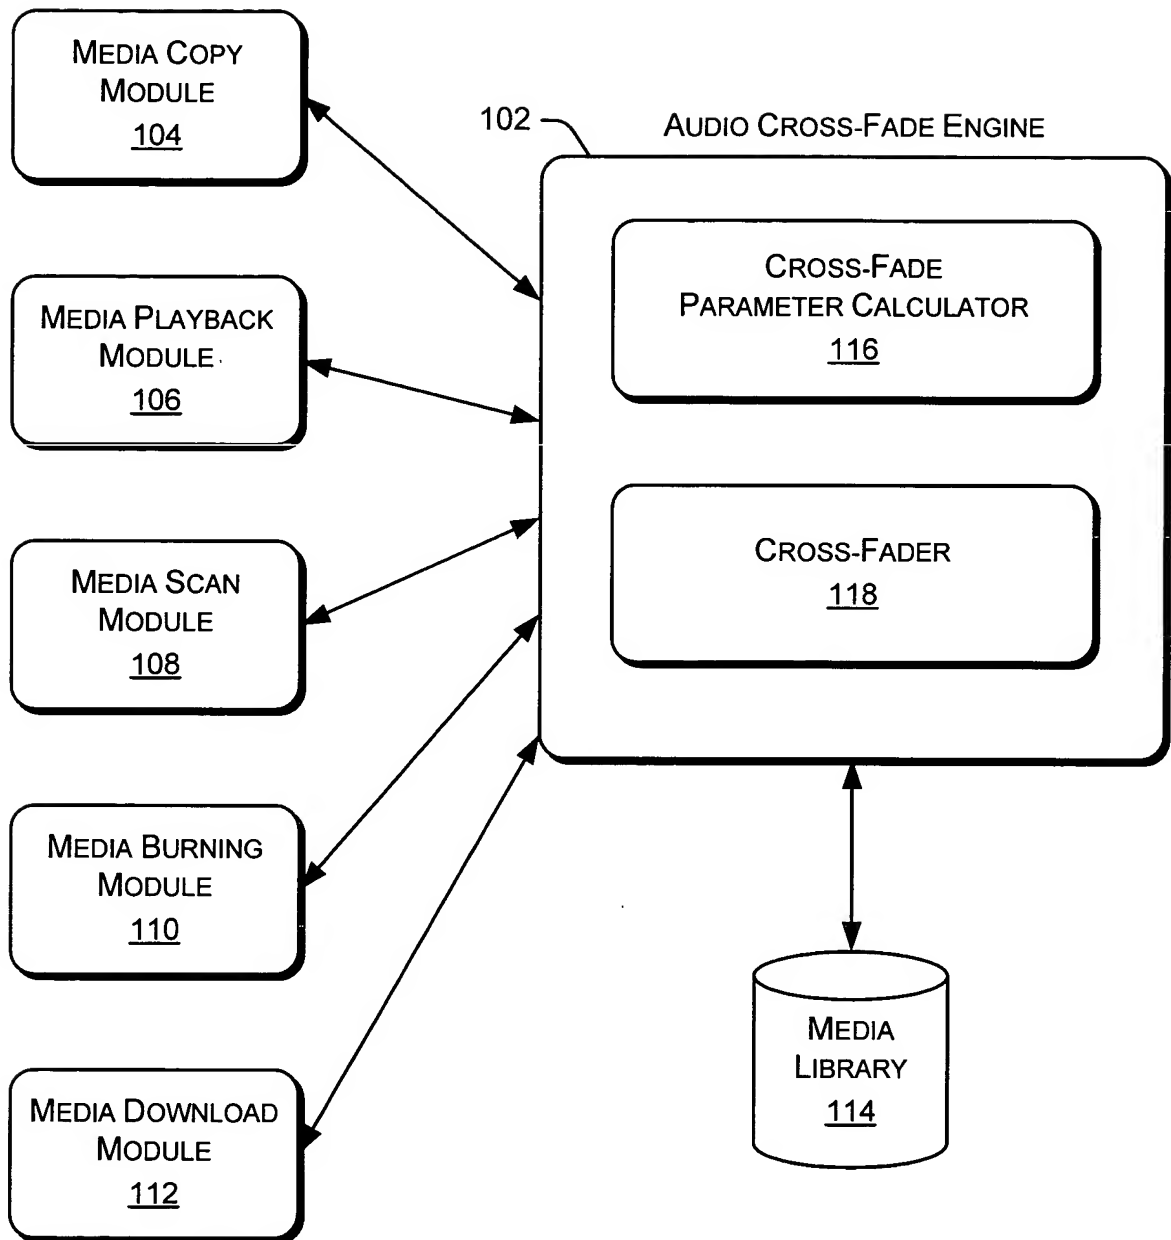 MEDIA COPY
MODULE
104
MEDIA PLAYBACK
MODULE
106
MEDIA SCAN
MODULE
108
MEDIA BURNING
MODULE
110
MEDIA DOWNLOAD
MODULE
112
102
AUDIO CROSS-FADE ENGINE
CROSS-FADE
PARAMETER CALCULATOR
116
CROSS-FADER
118
MEDIA
LIBRARY
114